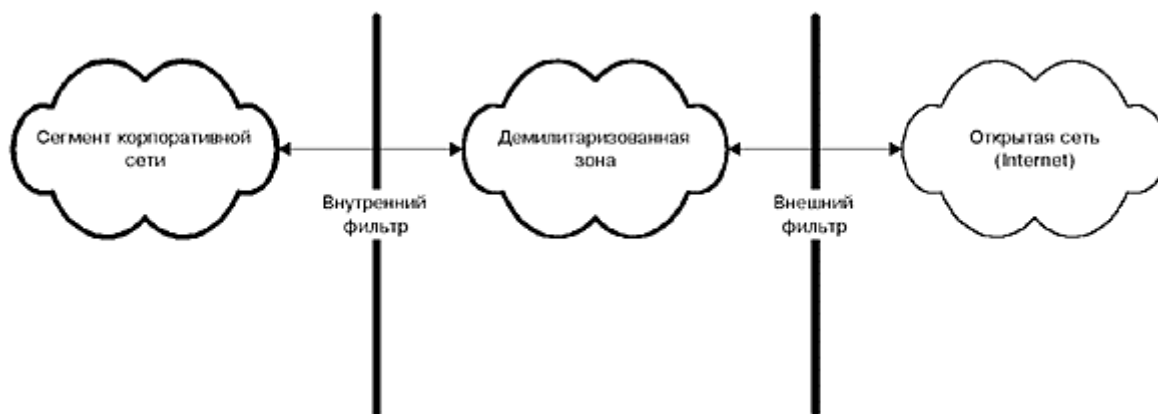 Сегмент корпоративной
сети
Внутренний
фильтр
Демилитаризованная
зона
Внешний
фильтр
Открытая сеть
(Internet)